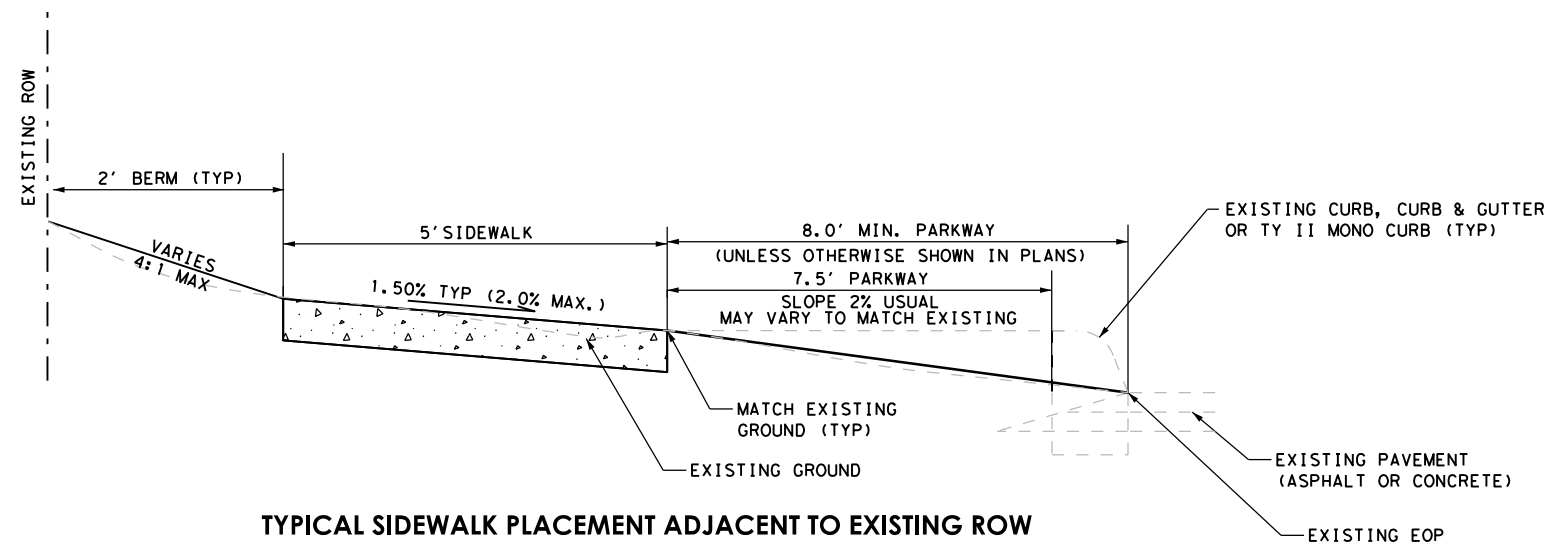 EXISTING ROW
2' BERM (TYP)
VARIES
4:1 MAX
5' SIDEWALK
1.50% TYP (2.0% MAX.)
8.0' MIN. PARKWAY
(UNLESS OTHERWISE SHOWN IN PLANS)
7.5' PARKWAY
SLOPE 2% USUAL
MAY VARY TO MATCH EXISTING
EXISTING CURB, CURB & GUTTER
OR TY II MONO CURB (TYP)
MATCH EXISTING
GROUND (TYP)
EXISTING GROUND
EXISTING PAVEMENT
(ASPHALT OR CONCRETE)
EXISTING EOP
TYPICAL SIDEWALK PLACEMENT ADJACENT TO EXISTING ROW